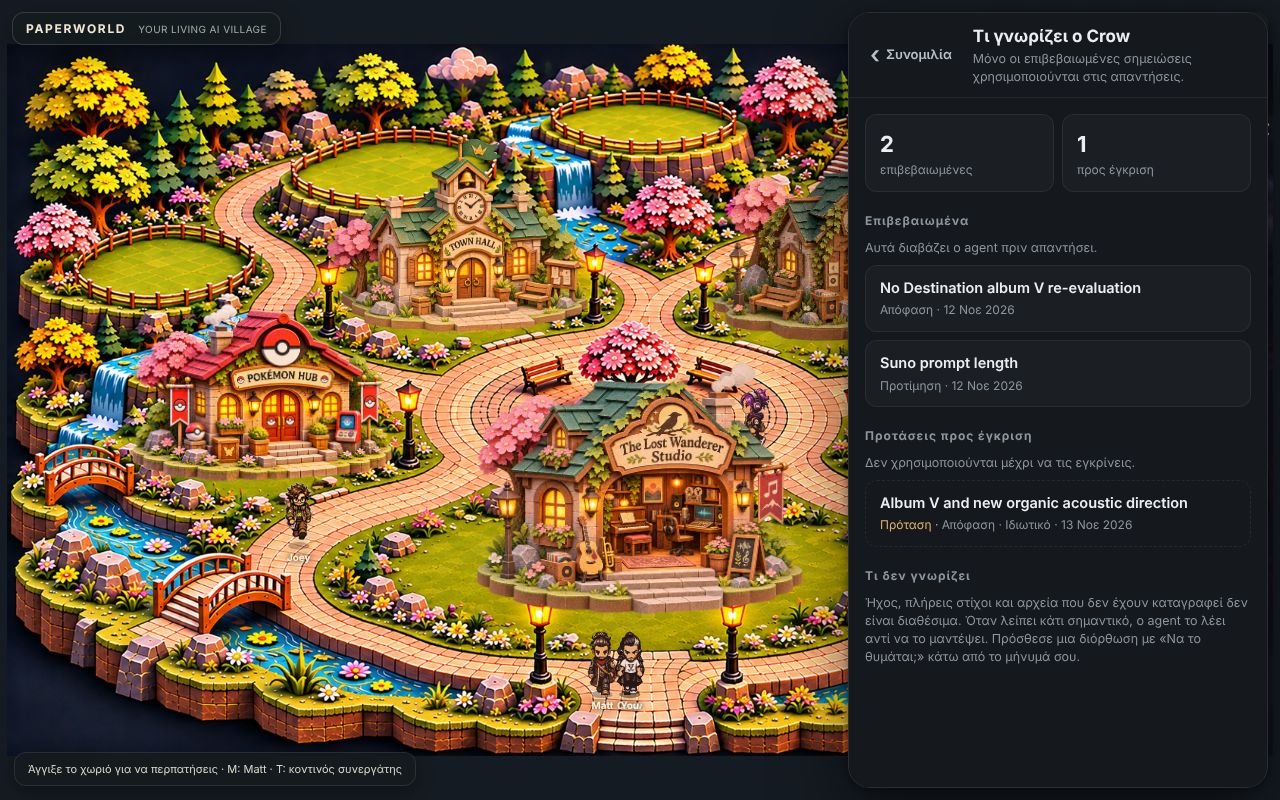 PAPERWORLD YOUR LIVING AI VILLAGE
TOWN HALL
POKÉMON HUB
The Lost Wanderer
Studio
Joey
Matt
You
Άγγιξε το χωριό για να περπατήσεις · M: Matt · T: κοντινός συνεργάτης
‹ Συνομιλία
Τι γνωρίζει ο Crow
Μόνο οι επιβεβαιωμένες σημειώσεις
χρησιμοποιούνται στις απαντήσεις.
2
επιβεβαιωμένες
1
προς έγκριση
Επιβεβαιωμένα
Αυτά διαβάζει ο agent πριν απαντήσει.
No Destination album V re-evaluation
Απόφαση · 12 Νοε 2026
Suno prompt length
Προτίμηση · 12 Νοε 2026
Προτάσεις προς έγκριση
Δεν χρησιμοποιούνται μέχρι να τις εγκρίνεις.
Album V and new organic acoustic direction
Πρόταση · Απόφαση · Ιδιωτικό · 13 Νοε 2026
Τι δεν γνωρίζει
Ήχος, πλήρεις στίχοι και αρχεία που δεν έχουν καταγραφεί δεν
είναι διαθέσιμα. Όταν λείπει κάτι σημαντικό, ο agent το λέει
αντί να το μαντέψει. Πρόσθεσε μια διόρθωση με «Να το
θυμάται;» κάτω από το μήνυμά σου.